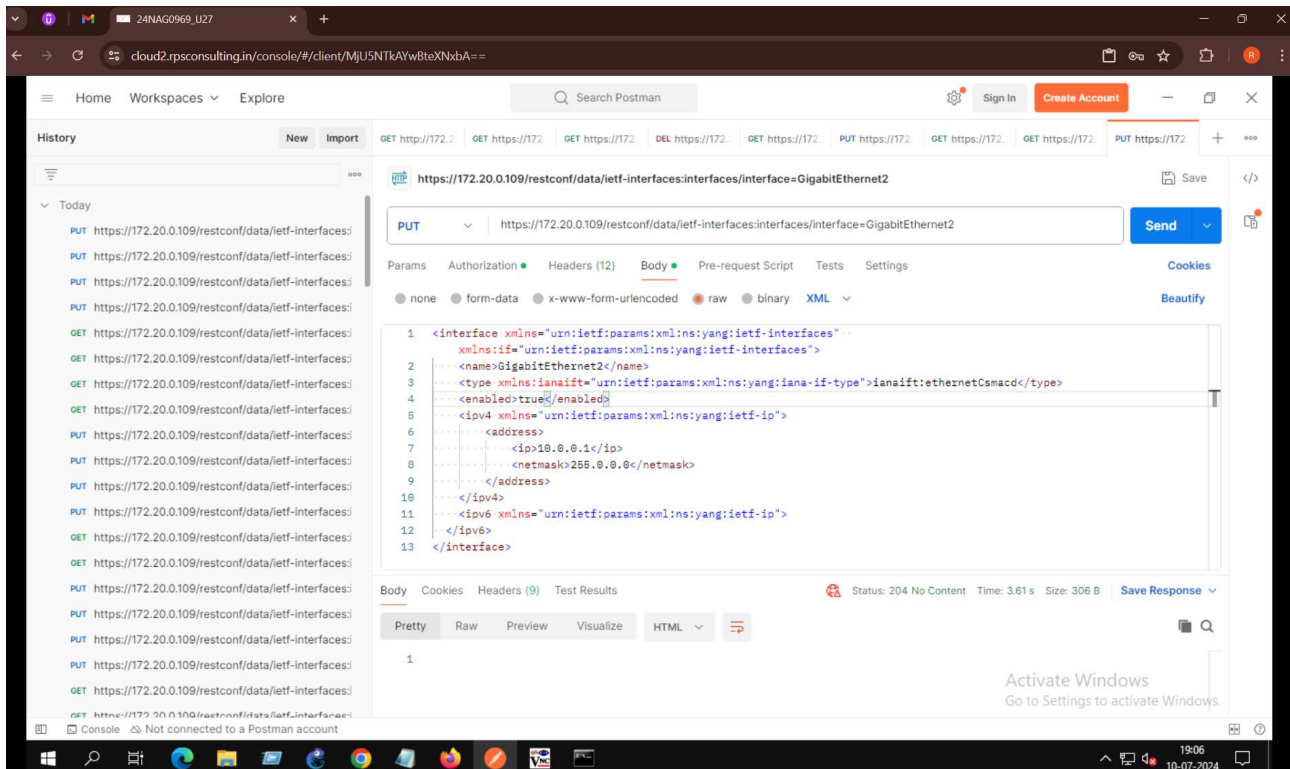 24NAG0969_U27
cloud2.rpsconsulting.in/console/#/client/MjU5NTkAYwBteXNxbA==
Home Workspaces Explore Search Postman Sign In Create Account
History New Import
GET http://172.2 GET https://172. GET https://172. DEL https://172. GET https://172. PUT https://172. GET https://172. GET https://172. PUT https://172.
HTTP https://172.20.0.109/restconf/data/ietf-interfaces:interfaces/interface=GigabitEthernet2 Save
Today
PUT https://172.20.0.109/restconf/data/ietf-interfaces:i
PUT https://172.20.0.109/restconf/data/ietf-interfaces:i
PUT https://172.20.0.109/restconf/data/ietf-interfaces:i
PUT https://172.20.0.109/restconf/data/ietf-interfaces:i
GET https://172.20.0.109/restconf/data/ietf-interfaces:i
GET https://172.20.0.109/restconf/data/ietf-interfaces:i
GET https://172.20.0.109/restconf/data/ietf-interfaces:i
GET https://172.20.0.109/restconf/data/ietf-interfaces:i
PUT https://172.20.0.109/restconf/data/ietf-interfaces:i
PUT https://172.20.0.109/restconf/data/ietf-interfaces:i
PUT https://172.20.0.109/restconf/data/ietf-interfaces:i
PUT https://172.20.0.109/restconf/data/ietf-interfaces:i
GET https://172.20.0.109/restconf/data/ietf-interfaces:i
GET https://172.20.0.109/restconf/data/ietf-interfaces:i
PUT https://172.20.0.109/restconf/data/ietf-interfaces:i
PUT https://172.20.0.109/restconf/data/ietf-interfaces:i
PUT https://172.20.0.109/restconf/data/ietf-interfaces:i
PUT https://172.20.0.109/restconf/data/ietf-interfaces:i
GET https://172.20.0.109/restconf/data/ietf-interfaces:i
GET https://172.20.0.109/restconf/data/ietf-interfaces:i
PUT https://172.20.0.109/restconf/data/ietf-interfaces:interfaces/interface=GigabitEthernet2 Send
Params Authorization Headers (12) Body Pre-request Script Tests Settings Cookies
none form-data x-www-form-urlencoded raw binary XML Beautify
1 <interface xmlns="urn:ietf:params:xml:ns:yang:ietf-interfaces"
xmlns:if="urn:ietf:params:xml:ns:yang:ietf-interfaces">
2 <name>GigabitEthernet2</name>
3 <type xmlns:ianaift="urn:ietf:params:xml:ns:yang:iana-if-type">ianaift:ethernetCsmacd</type>
4 <enabled>true</enabled>
5 <ipv4 xmlns="urn:ietf:params:xml:ns:yang:ietf-ip">
6 <address>
7 <ip>10.0.0.1</ip>
8 <netmask>255.0.0.0</netmask>
9 </address>
10 </ipv4>
11 <ipv6 xmlns="urn:ietf:params:xml:ns:yang:ietf-ip">
12 </ipv6>
13 </interface>
Body Cookies Headers (9) Test Results Status: 204 No Content Time: 3.61 s Size: 306 B Save Response
Pretty Raw Preview Visualize HTML
1
Activate Windows
Go to Settings to activate Windows.
Console Not connected to a Postman account
19:06
10-07-2024